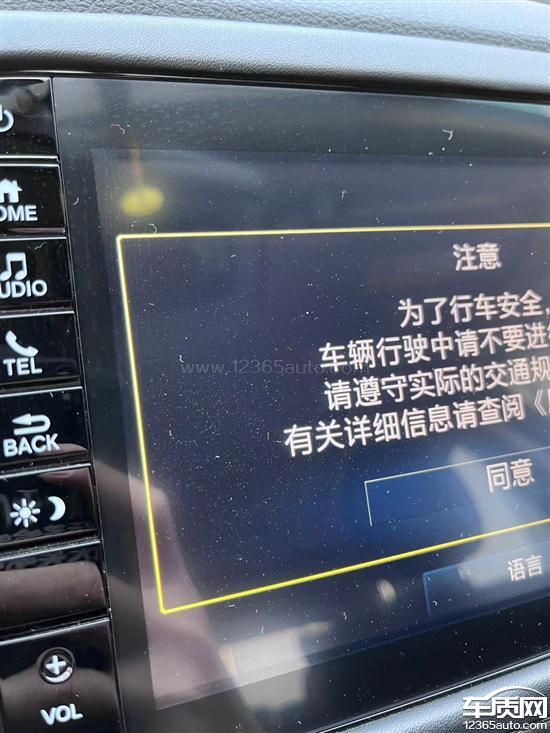 OME
UDIO
TEL
BACK
VOL
注意
为了行车安全，
车辆行驶中请不要进
请遵守实际的交通规
有关详细信息请查阅《
同意
语言
www.12365auto.com
车质网
12365auto.com